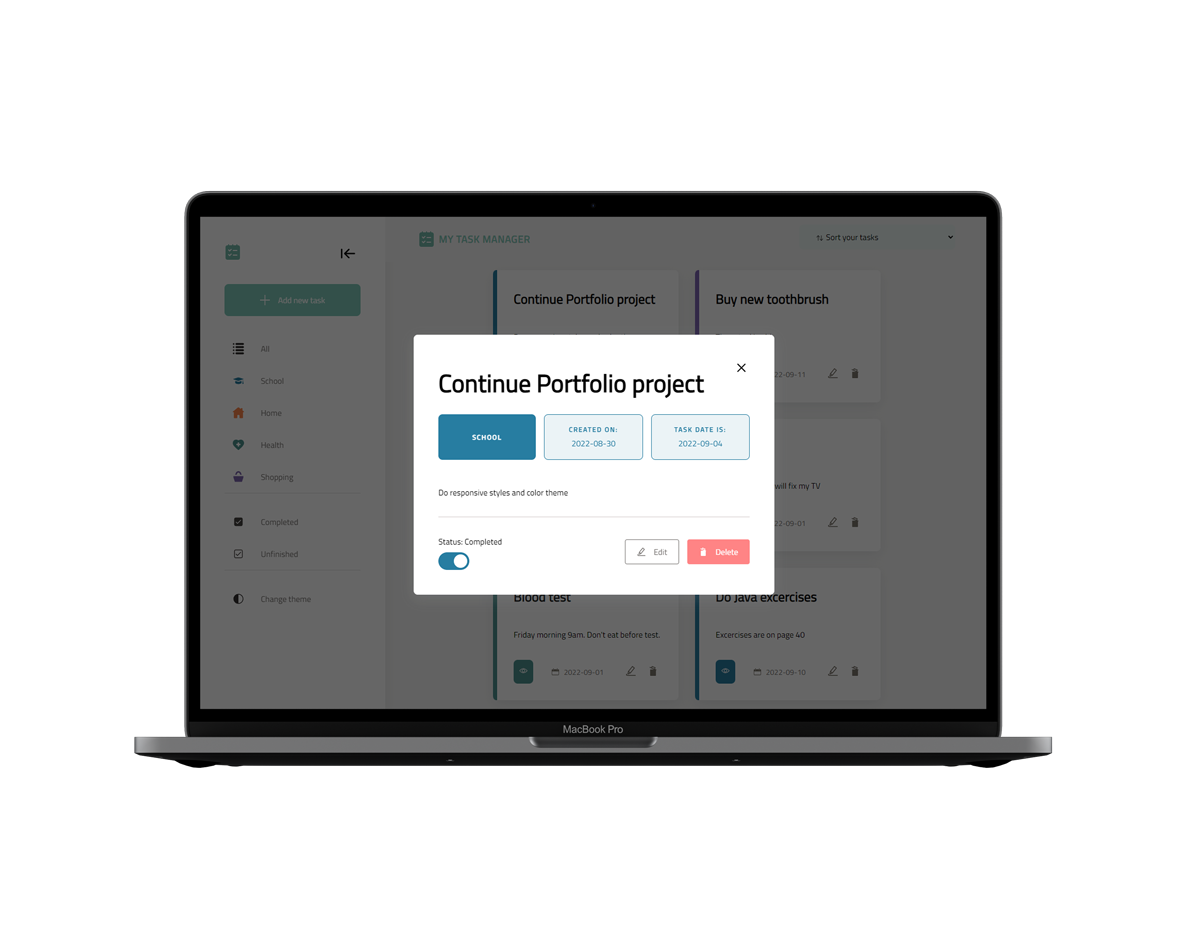 MY TASK MANAGER
Sort your tasks
Add new task
All
School
Home
Health
Shopping
Completed
Unfinished
Change theme
Continue Portfolio project
Buy new toothbrush
22-09-11
will fix my TV
22-09-01
Continue Portfolio project
SCHOOL
CREATED ON:
2022-08-30
TASK DATE IS:
2022-09-04
Do responsive styles and color theme
Status: Completed
Edit
Delete
Blood test
Friday morning 9am. Don't eat before test.
2022-09-01
Do Java excercises
Excercises are on page 40
2022-09-10
MacBook Pro